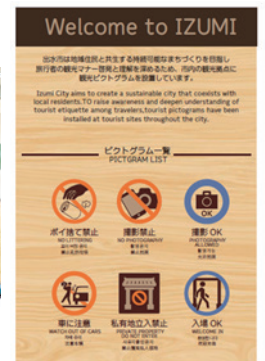 Welcome to IZUMI
出水市は地域住民と共生する持続可能なまちづくりを目指し
旅行者の観光マナー啓発と理解を深めるため、市内の観光拠点に
観光ピクトグラムを設置しています。
Izumi City aims to create a sustainable city that coexists with
local residents.TO raise awareness and deepen understanding of
tourist etiquette among travelers,tourist pictograms have been
installed at tourist sites throughout the city.
ピクトグラム一覧
PICTGRAM LIST
OK
ポイ捨て禁止 撮影禁止 撮影 OK
NO LITTERING NO PHOTOGRAPHY PHOTOGRAPHY ALLOWED
車に注意 私有地立入禁止 入場 OK
WATCH OUT OF CARS PRIVATE PROPERTY DO NOT ENTER WELCOME IN